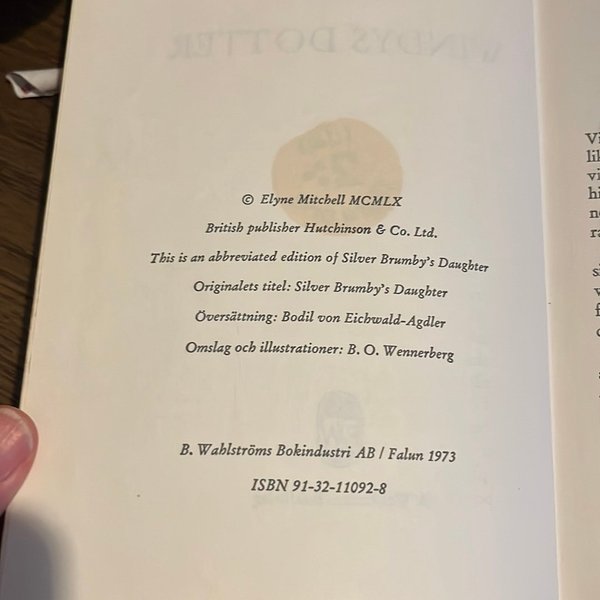 © Elyne Mitchell MCMLX
British publisher Hutchinson & Co. Ltd.
This is an abbreviated edition of Silver Brumby's Daughter
Originalets titel: Silver Brumby's Daughter
Översättning: Bodil von Eichwald-Agdler
Omslag och illustrationer: B. O. Wennerberg
B. Wahlströms Bokindustri AB / Falun 1973
ISBN 91-32-11092-8